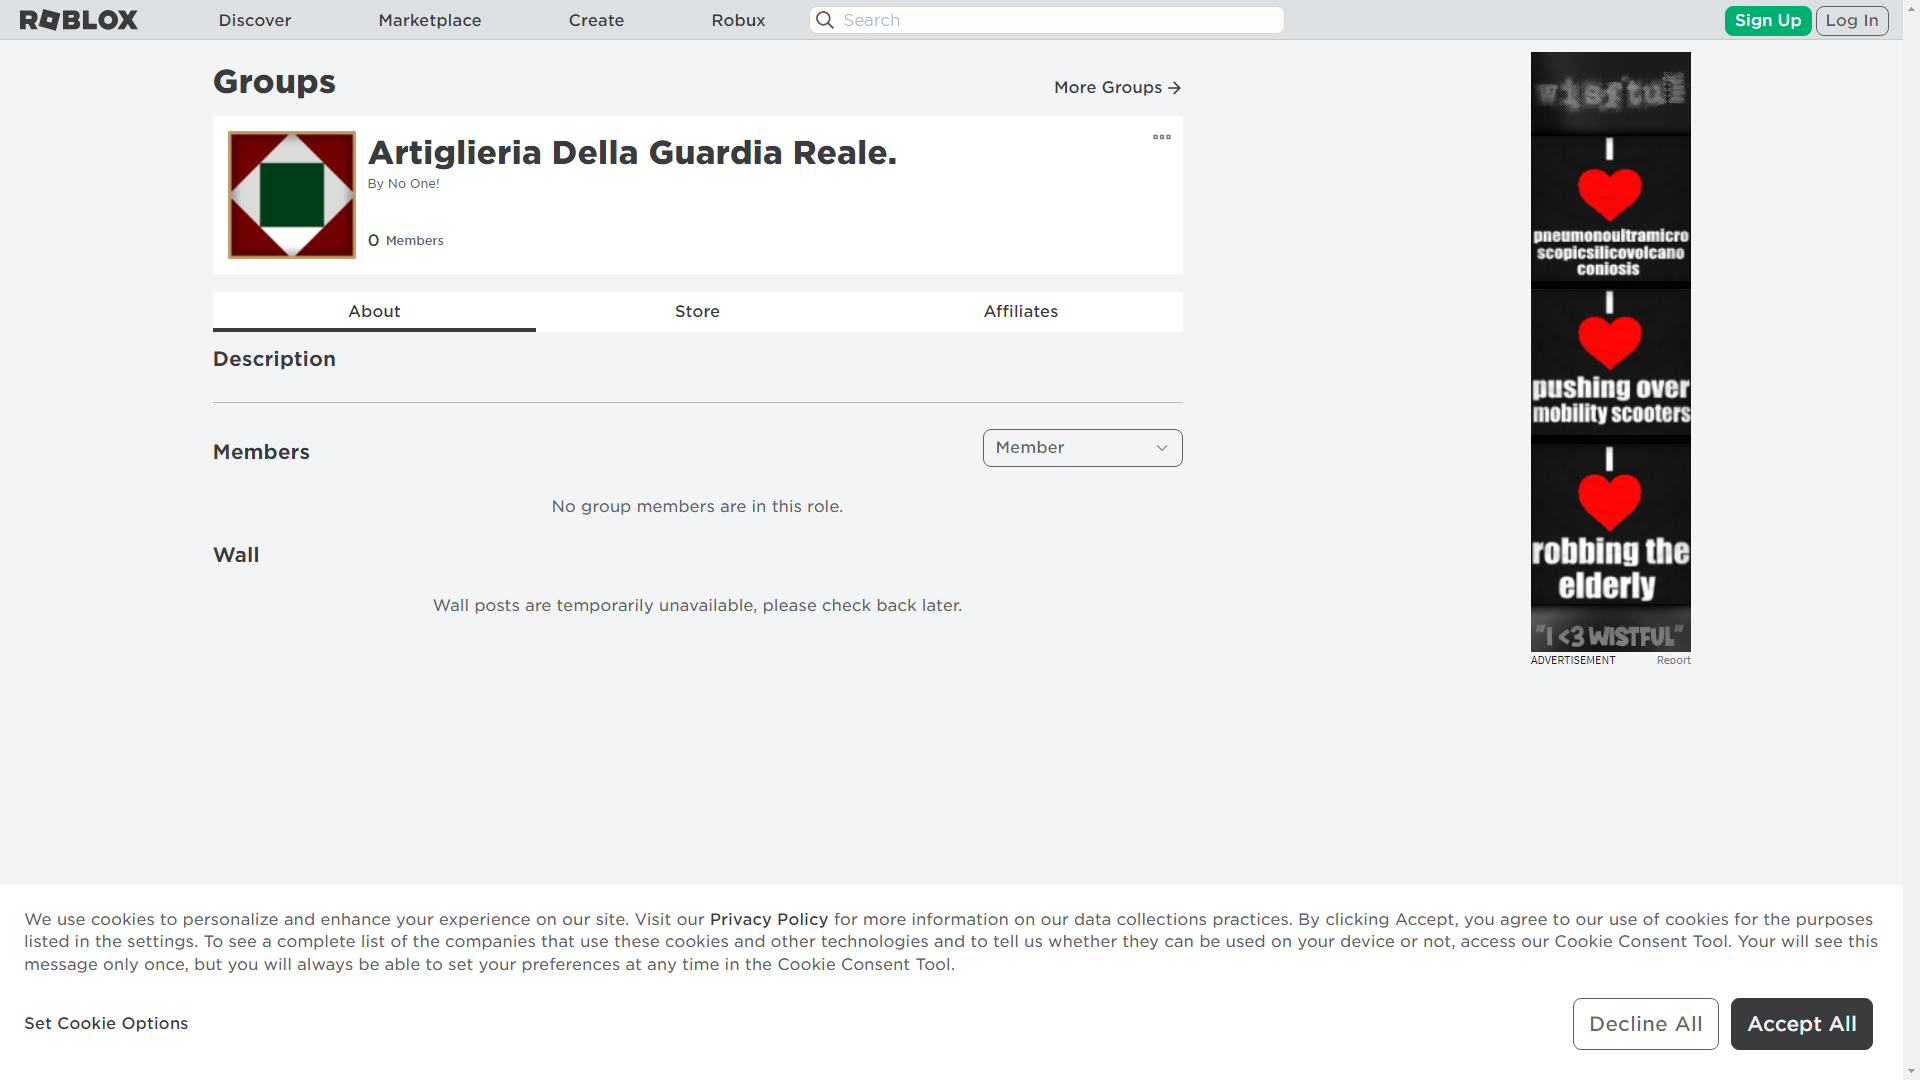 ROBLOX
Discover
Marketplace
Create
Robux
Search
Sign Up
Log In
Groups
More Groups
Artiglieria Della Guardia Reale.
By No One!
0 Members
About
Store
Affiliates
Description
Members
Member
No group members are in this role.
Wall
Wall posts are temporarily unavailable, please check back later.
wisftul
I
pneumonoultramicro
scopicsilicovolcano
coniosis
I
pushing over
mobility scooters
I
robbing the
elderly
"I <3 WISTFUL"
ADVERTISEMENT
Report
We use cookies to personalize and enhance your experience on our site. Visit our Privacy Policy for more information on our data collections practices. By clicking Accept, you agree to our use of cookies for the purposes
listed in the settings. To see a complete list of the companies that use these cookies and other technologies and to tell us whether they can be used on your device or not, access our Cookie Consent Tool. Your will see this
message only once, but you will always be able to set your preferences at any time in the Cookie Consent Tool.
Set Cookie Options
Decline All
Accept All